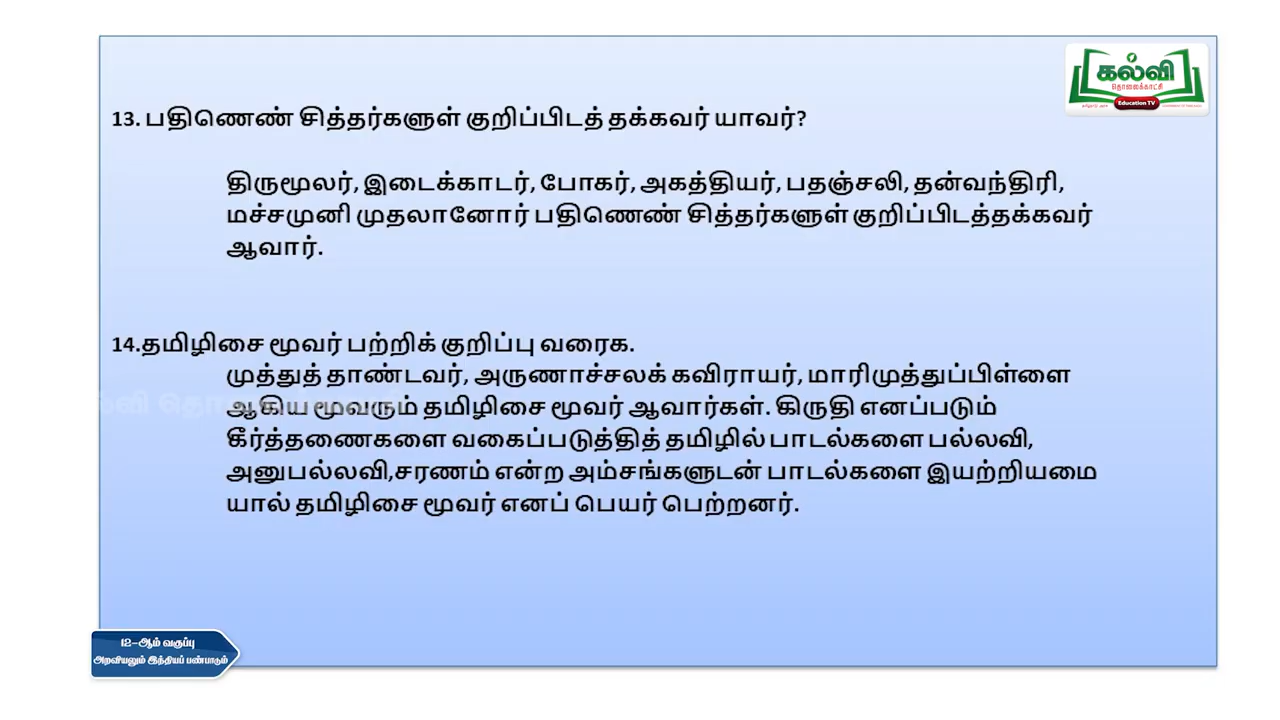 கல்வி
தொலைக்காட்சி
Education TV
13. பதிணெண் சித்தர்களுள் குறிப்பிடத் தக்கவர் யாவர்?
திருமூலர், இடைக்காடர், போகர், அகத்தியர், பதஞ்சலி, தன்வந்திரி,
மச்சமுனி முதலானோர் பதிணெண் சித்தர்களுள் குறிப்பிடத்தக்கவர்
ஆவார்.
14.தமிழிசை மூவர் பற்றிக் குறிப்பு வரைக.
முத்துத் தாண்டவர், அருணாச்சலக் கவிராயர், மாரிமுத்துப்பிள்ளை
ஆகிய மூவரும் தமிழிசை மூவர் ஆவார்கள். கிருதி எனப்படும்
கீர்த்தணைகளை வகைப்படுத்தித் தமிழில் பாடல்களை பல்லவி,
அனுபல்லவி,சரணம் என்ற அம்சங்களுடன் பாடல்களை இயற்றியமை
யால் தமிழிசை மூவர் எனப் பெயர் பெற்றனர்.
12-ஆம் வகுப்பு
அறவியலும் இந்தியப் பண்பாடும்